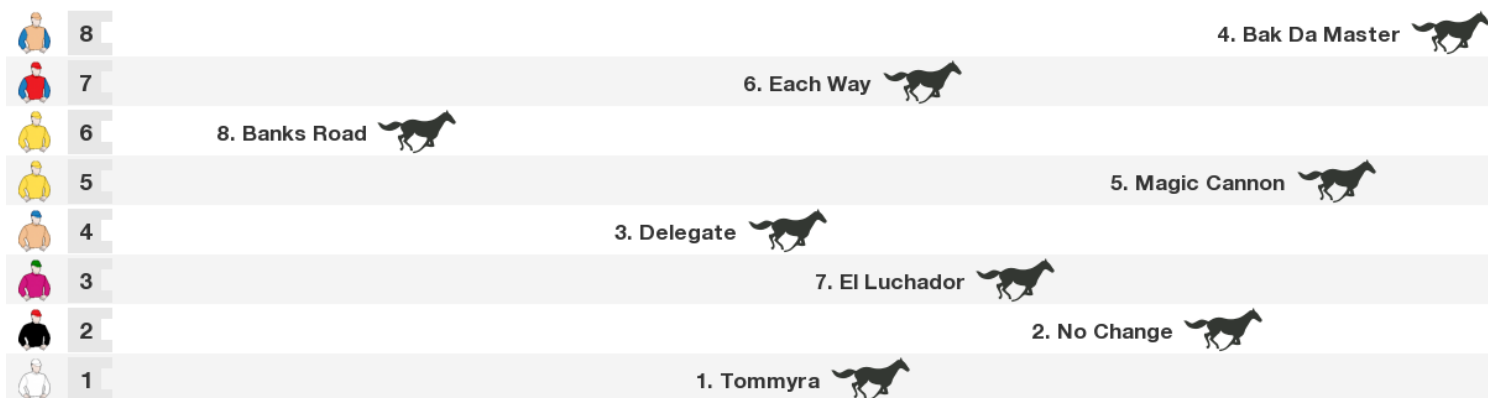 8 4. Bak Da Master
7 6. Each Way
6 8. Banks Road
5 5. Magic Cannon
4 3. Delegate
3 7. El Luchador
2 2. No Change
1 1. Tommyra